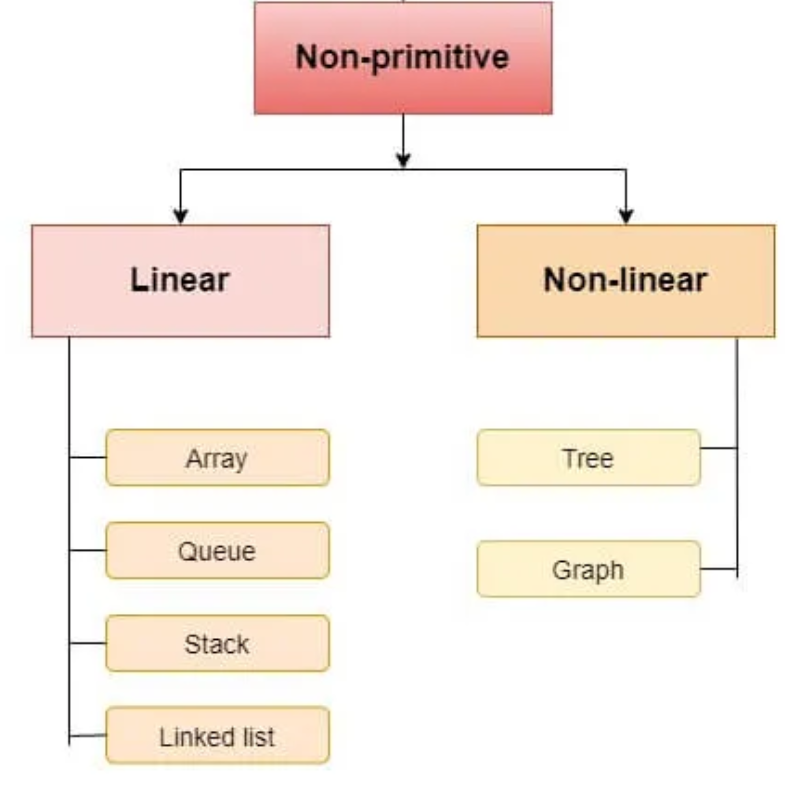 Non-primitive
Linear
Non-linear
Array
Queue
Stack
Linked list
Tree
Graph